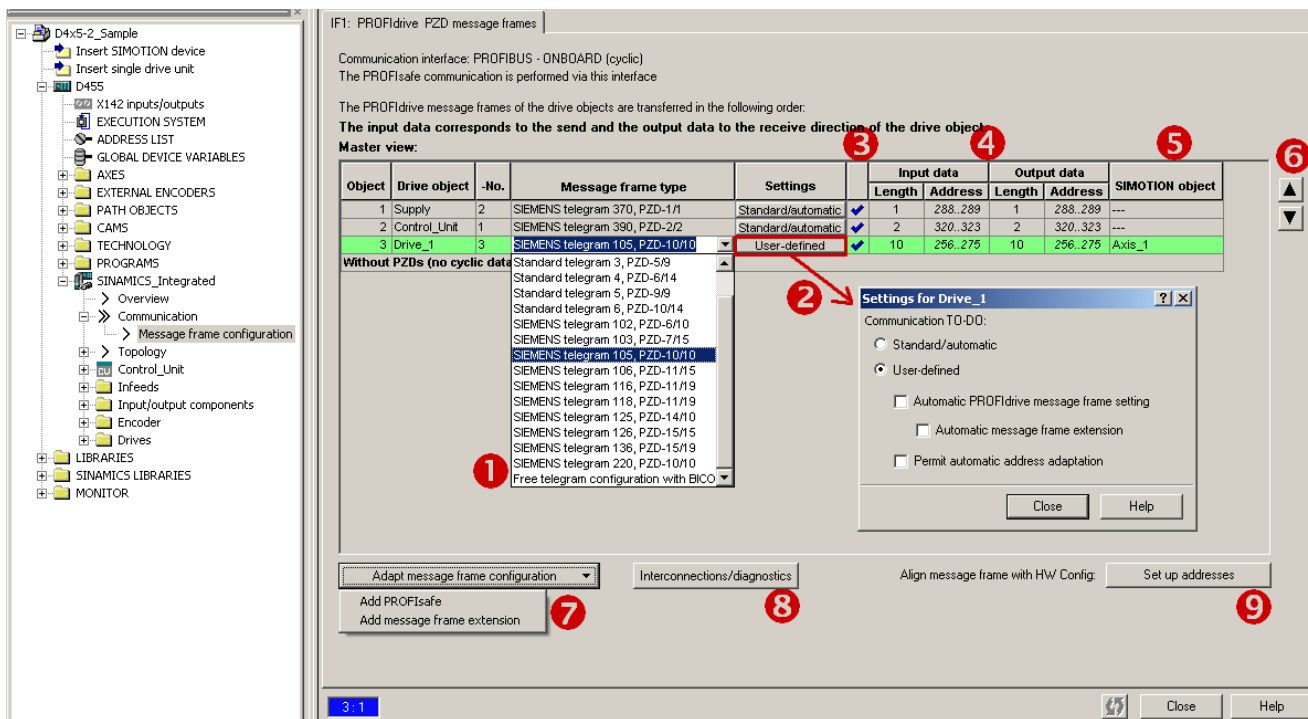 D4x5-2_Sample
Insert SIMOTION device
Insert single drive unit
D455
X142 inputs/outputs
EXECUTION SYSTEM
ADDRESS LIST
GLOBAL DEVICE VARIABLES
AXES
EXTERNAL ENCODERS
PATH OBJECTS
CAMS
TECHNOLOGY
PROGRAMS
SINAMICS_Integrated
Overview
Communication
Message frame configuration
Topology
Control_Unit
Infeeds
Input/output components
Encoder
Drives
LIBRARIES
SINAMICS LIBRARIES
MONITOR
IF1: PROFIdrive PZD message frames
Communication interface: PROFIBUS - ONBOARD (cyclic)
The PROFIsafe communication is performed via this interface
The PROFIdrive message frames of the drive objects are transferred in the following order:
The input data corresponds to the send and the output data to the receive direction of the drive object.
Master view:
3 4 5 6
Input data Output data
Object Drive object -No. Message frame type Settings Length Address Length Address SIMOTION object
1 Supply 2 SIEMENS telegram 370, PZD-1/1 Standard/automatic 1 288..289 1 288..289 ---
2 Control_Unit 1 SIEMENS telegram 390, PZD-2/2 Standard/automatic 2 320..323 2 320..323 ---
3 Drive_1 3 SIEMENS telegram 105, PZD-10/10 User-defined 10 256..275 10 256..275 Axis_1
Without PZDs (no cyclic data
Standard telegram 3, PZD-5/9
Standard telegram 4, PZD-6/14
Standard telegram 5, PZD-9/9
Standard telegram 6, PZD-10/14
SIEMENS telegram 102, PZD-6/10
SIEMENS telegram 103, PZD-7/15
SIEMENS telegram 105, PZD-10/10
SIEMENS telegram 106, PZD-11/15
SIEMENS telegram 116, PZD-11/19
SIEMENS telegram 118, PZD-11/19
SIEMENS telegram 125, PZD-14/10
SIEMENS telegram 126, PZD-15/15
SIEMENS telegram 136, PZD-15/19
SIEMENS telegram 220, PZD-10/10
Free telegram configuration with BICO
1
2
Settings for Drive_1
Communication TO-DO:
Standard/automatic
User-defined
Automatic PROFIdrive message frame setting
Automatic message frame extension
Permit automatic address adaptation
Close Help
Adapt message frame configuration
Interconnections/diagnostics
Align message frame with HW Config:
Set up addresses
Add PROFIsafe
Add message frame extension
7
8
9
3:1
Close Help